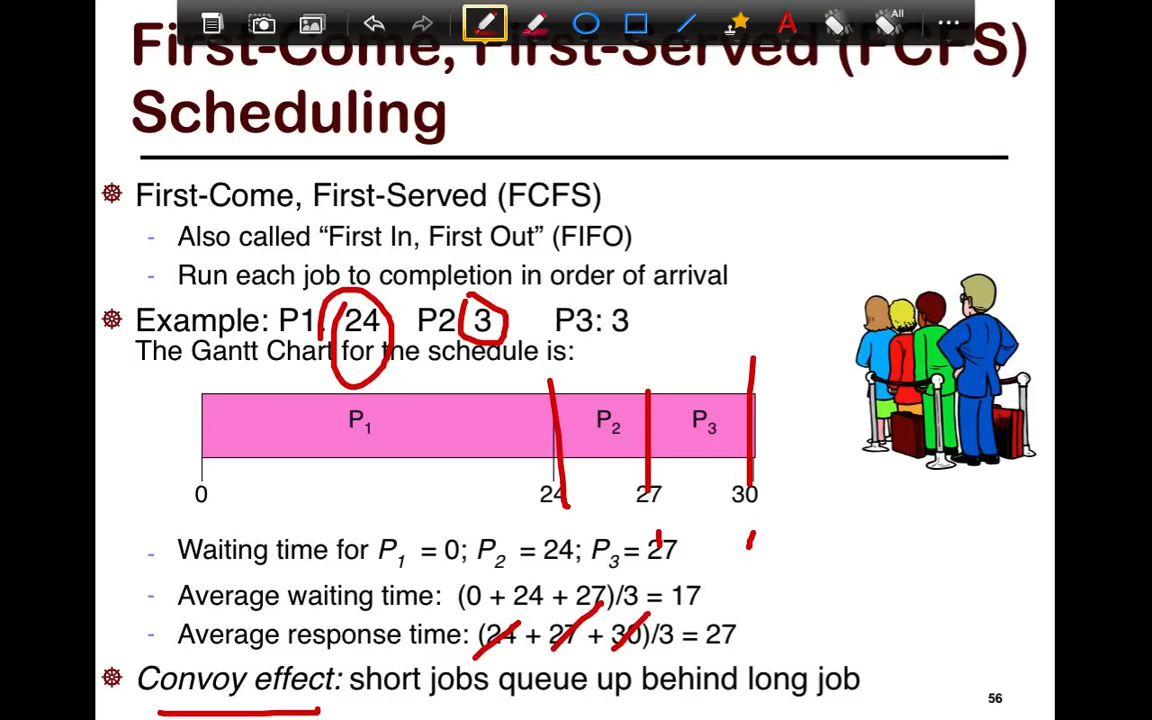 All
A
First-Come, First-Served (FCFS)
Scheduling
First-Come, First-Served (FCFS)
- Also called “First In, First Out” (FIFO)
- Run each job to completion in order of arrival
Example: P1: 24 P2: 3 P3: 3
The Gantt Chart for the schedule is:
P1 P2 P3
0 24 27 30
- Waiting time for P1 = 0; P2 = 24; P3 = 27
- Average waiting time: (0 + 24 + 27)/3 = 17
- Average response time: (24 + 27 + 30)/3 = 27
Convoy effect: short jobs queue up behind long job
56